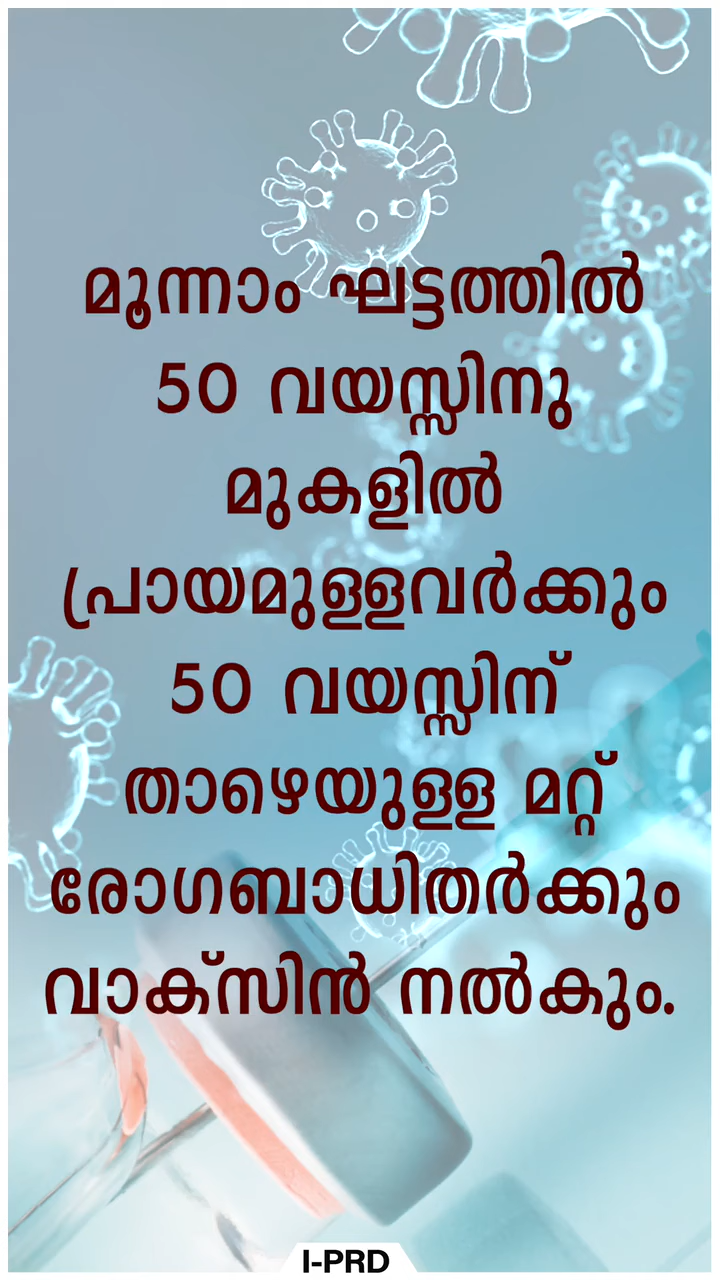 മൂന്നാം ഘട്ടത്തിൽ
50 വയസ്സിനു
മുകളിൽ
പ്രായമുള്ളവർക്കും
50 വയസ്സിന്
താഴെയുള്ള മറ്റ്
രോഗബാധിതർക്കും
വാക്സിൻ നൽകും.
I-PRD